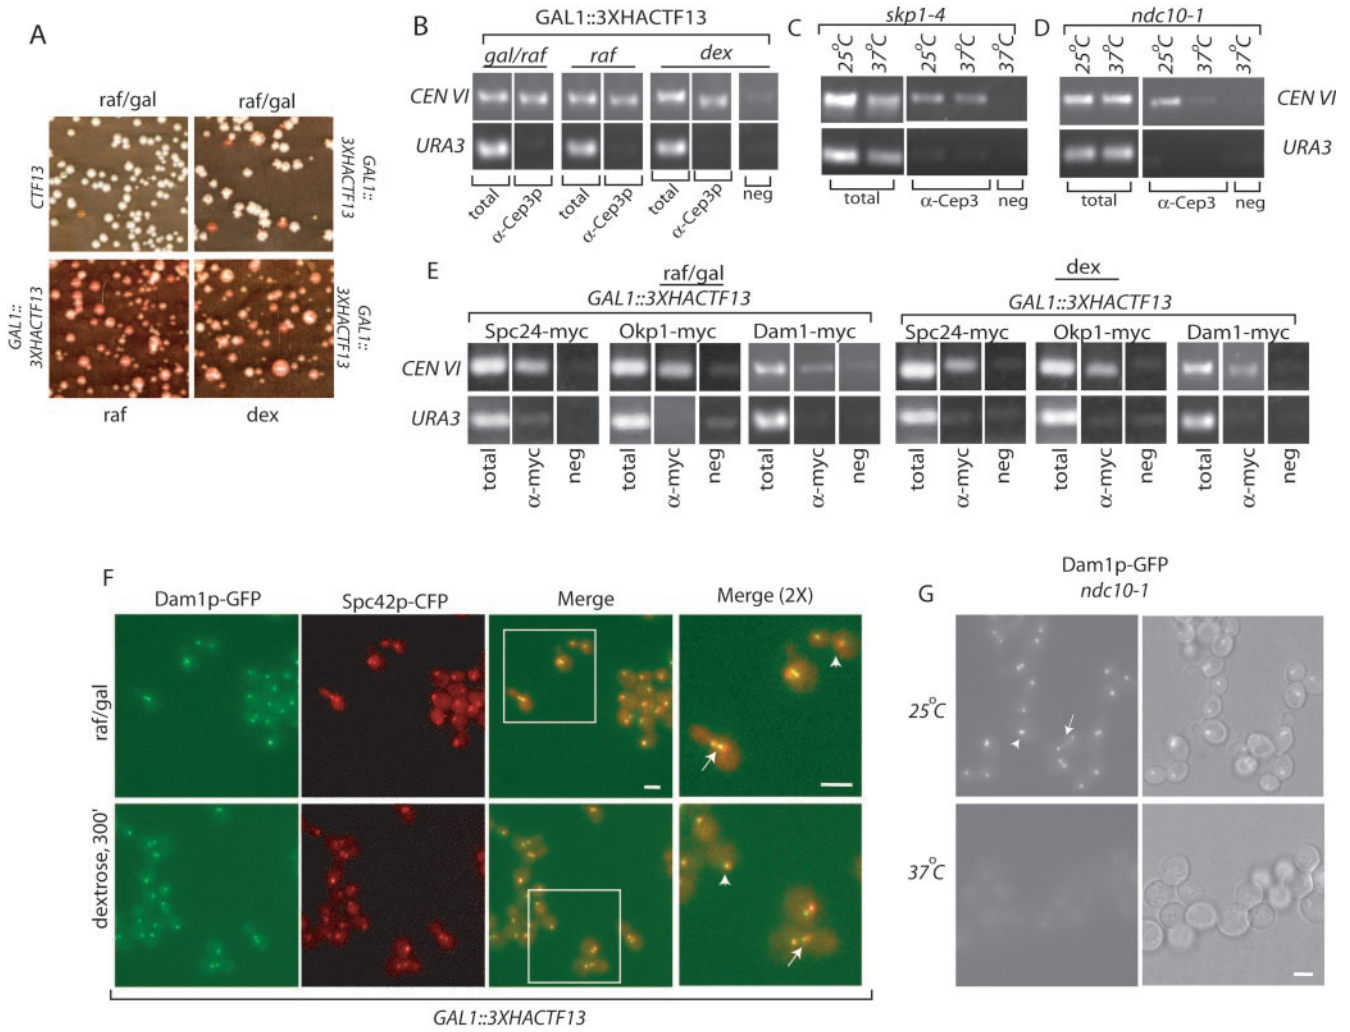 A
raf/gal
raf/gal
CTF13
GAL1::
3XHACTF13
GAL1::
3XHACTF13
GAL1::
3XHACTF13
raf
dex
B
GAL1::3XHACTF13
gal/raf
raf
dex
CEN VI
URA3
total
α-Cep3p
total
α-Cep3p
total
α-Cep3p
neg
C
skp1-4
25°C
37°C
25°C
37°C
37°C
total
α-Cep3
neg
D
ndc10-1
25°C
37°C
25°C
37°C
37°C
CEN VI
URA3
total
α-Cep3
neg
E
raf/gal
GAL1::3XHACTF13
Spc24-myc
Okp1-myc
Dam1-myc
CEN VI
URA3
total
α-myc
neg
total
α-myc
neg
total
α-myc
neg
dex
GAL1::3XHACTF13
Spc24-myc
Okp1-myc
Dam1-myc
total
α-myc
neg
total
α-myc
neg
total
α-myc
neg
F
Dam1p-GFP
Spc42p-CFP
Merge
Merge (2X)
raf/gal
dextrose, 300'
GAL1::3XHACTF13
G
Dam1p-GFP
ndc10-1
25°C
37°C